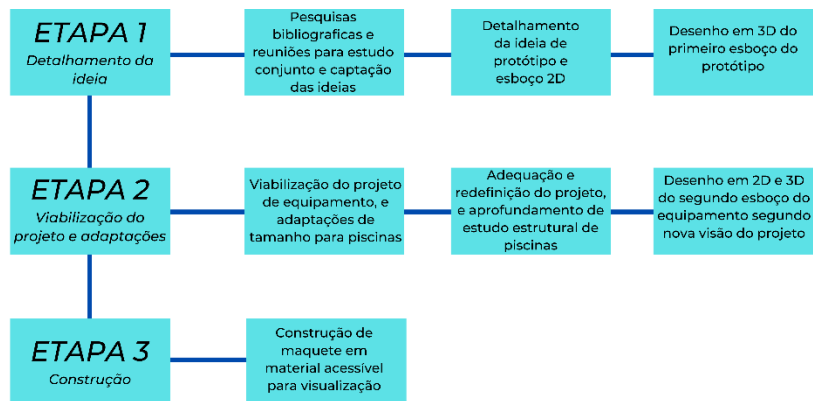 ETAPA 1
Detalhamento da
ideia
Pesquisas
bibliograficas e
reuniões para estudo
conjunto e captação
das ideias
Detalhamento
da ideia de
protótipo e
esboço 2D
Desenho em 3D do
primeiro esboço do
protótipo
ETAPA 2
Viabilização do
projeto e adaptações
Viabilização do projeto
de equipamento, e
adaptações de
tamanho para piscinas
Adequação e
redefinição do projeto,
e aprofundamento de
estudo estrutural de
piscinas
Desenho em 2D e 3D
do segundo esboço do
equipamento segundo
nova visão do projeto
ETAPA 3
Construção
Construção de
maquete em
material acessível
para visualização